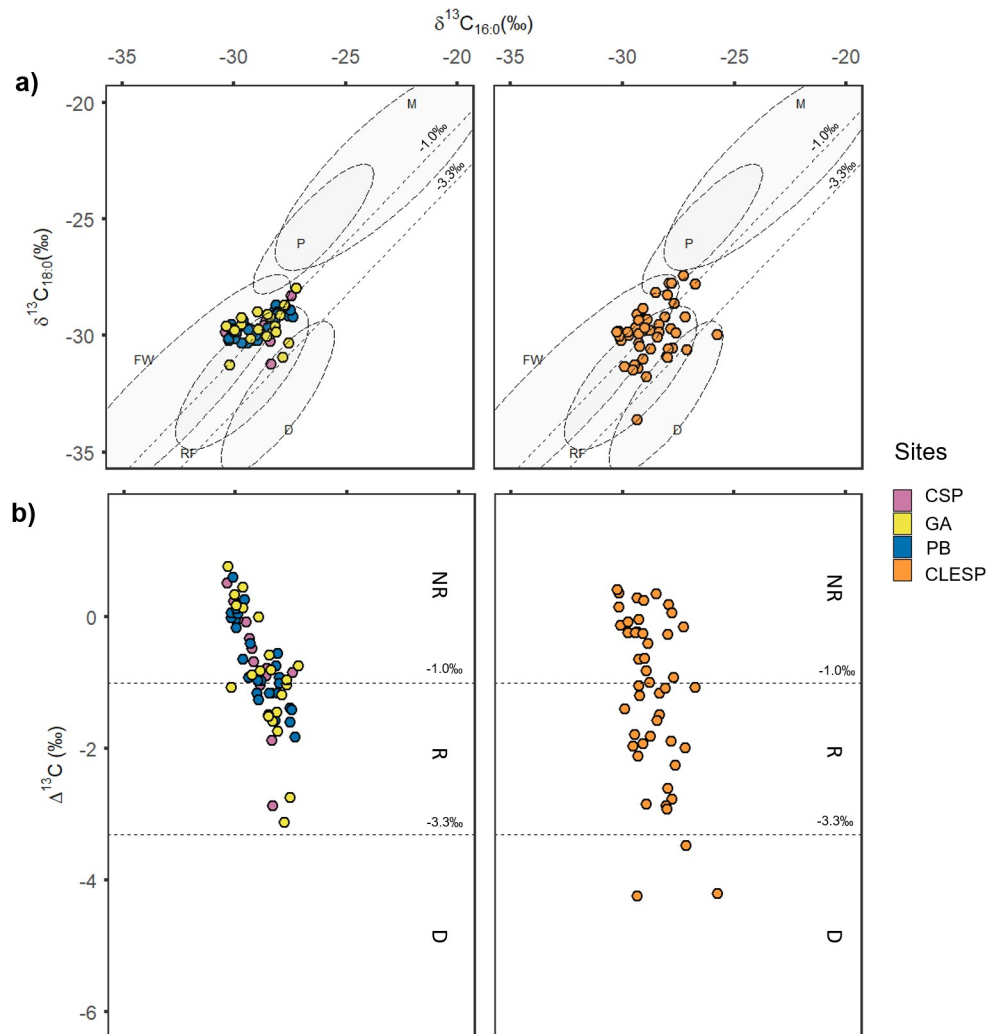 δ¹³C₁₆:₀(‰)
-35 -30 -25 -20 -35 -30 -25 -20
a)
-20
-25
-30
-35
δ¹³C₁₈:₀(‰)
M
-1.0‰
-3.3‰
P
FW
RF
D
M
-1.0‰
-3.3‰
P
FW
RF
D
Sites
CSP
GA
PB
CLESP
b)
0
-2
-4
-6
Δ¹³C (‰)
NR
-1.0‰
R
-3.3‰
D
NR
-1.0‰
R
-3.3‰
D